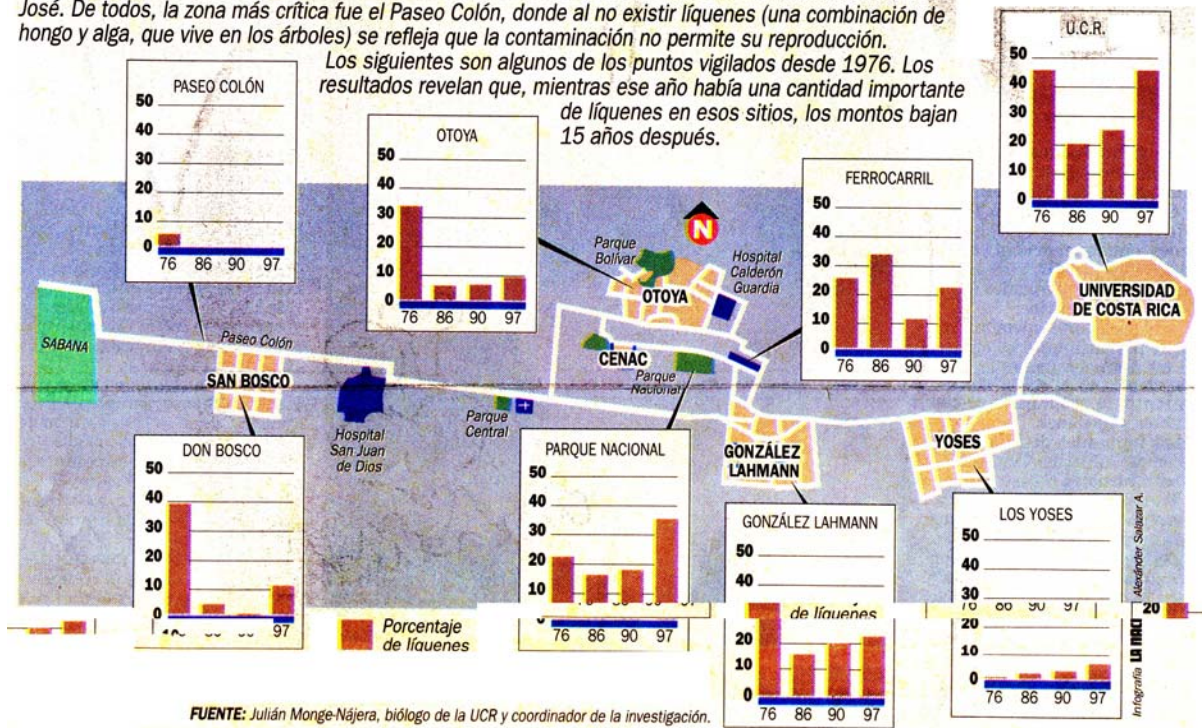 José. De todos, la zona más crítica fue el Paseo Colón, donde al no existir líquenes (una combinación de
hongo y alga, que vive en los árboles) se refleja que la contaminación no permite su reproducción.
Los siguientes son algunos de los puntos vigilados desde 1976. Los
resultados revelan que, mientras ese año había una cantidad importante
de líquenes en esos sitios, los montos bajan
15 años después.
PASEO COLÓN
50
40
30
20
10
0
76 86 90 97
OTOYA
50
40
30
20
10
0
76 86 90 97
FERROCARRIL
50
40
30
20
10
0
76 86 90 97
U.C.R.
50
40
30
20
10
0
76 86 90 97
N
Parque
Bolívar
Hospital
Calderón
Guardia
OTOYA
UNIVERSIDAD
DE COSTA RICA
SABANA
Paseo Colón
SAN BOSCO
CENAC
Parque
Nacional
Hospital
San Juan
de Dios
Parque
Central
GONZÁLEZ
LAHMANN
YOSES
DON BOSCO
50
40
30
20
10
0
97
PARQUE NACIONAL
50
40
30
20
10
76 86 90 97
GONZÁLEZ LAHMANN
50
40
de líquenes
20
10
0
76 86 90 97
LOS YOSES
50
40
30
76 86 90 97
20
10
0
76 86 90 97
Porcentaje
de líquenes
20
Infografía LA NACI Alexánder Salazar A.
FUENTE: Julián Monge-Nájera, biólogo de la UCR y coordinador de la investigación.